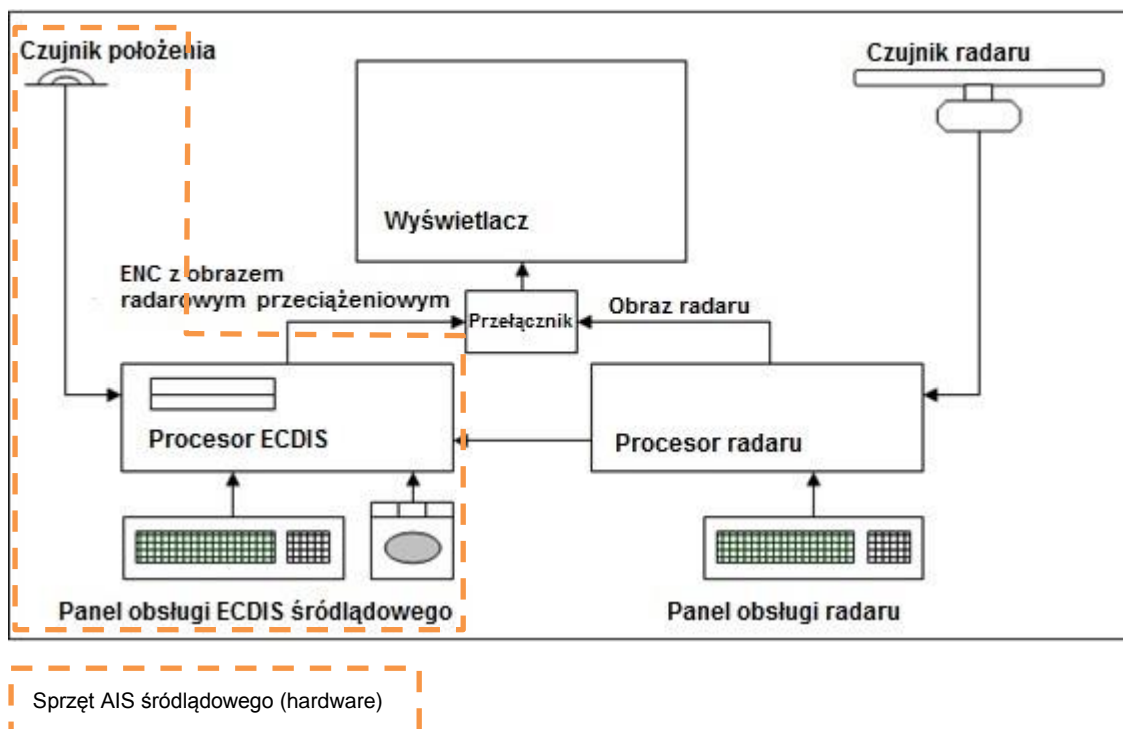 Czujnik położenia
Czujnik radaru
Wyświetlacz
ENC z obrazem
radarowym przeciążeniowym
Przełącznik
Obraz radaru
Procesor ECDIS
Procesor radaru
Panel obsługi ECDIS śródlądowego
Panel obsługi radaru
Sprzęt AIS śródlądowego (hardware)